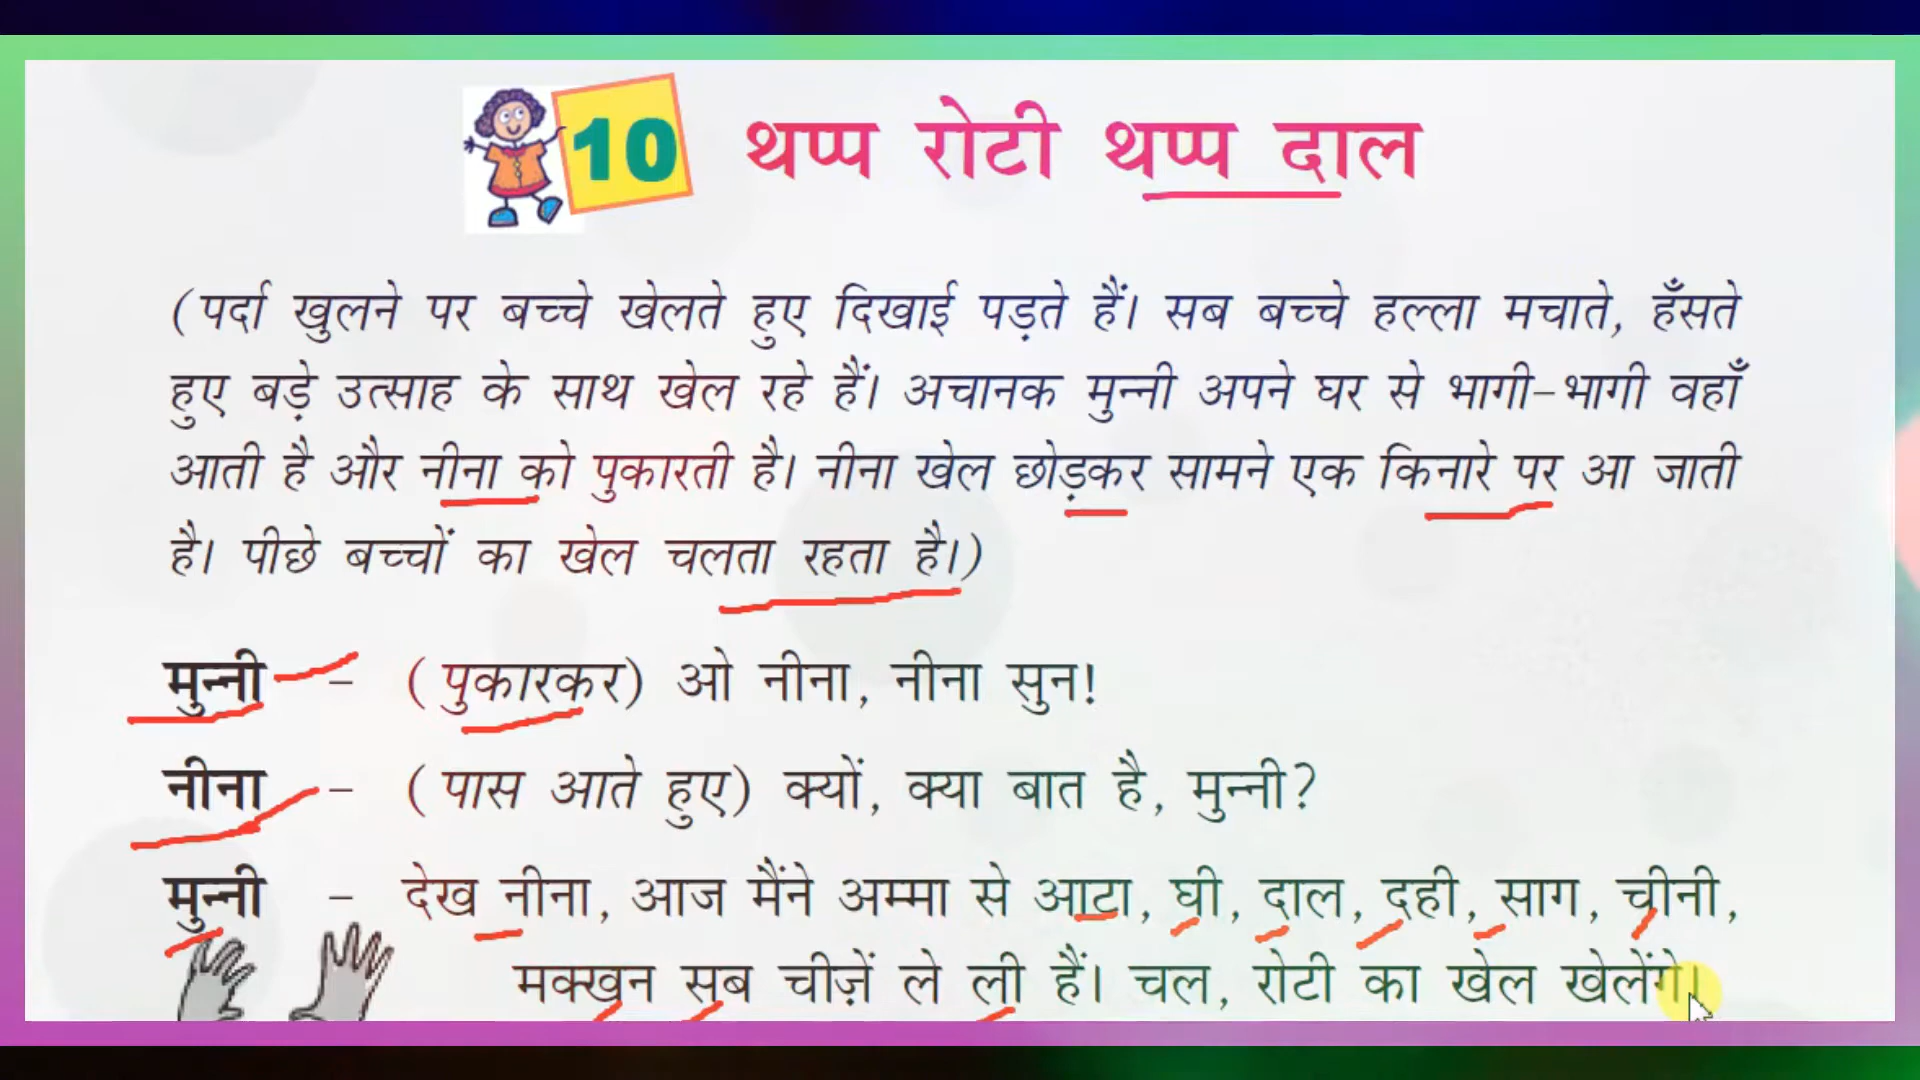 10 थप्प रोटी थप्प दाल
(पर्दा खुलने पर बच्चे खेलते हुए दिखाई पड़ते हैं। सब बच्चे हल्ला मचाते, हँसते
हुए बड़े उत्साह के साथ खेल रहे हैं। अचानक मुन्नी अपने घर से भागी-भागी वहाँ
आती है और नीना को पुकारती है। नीना खेल छोड़कर सामने एक किनारे पर आ जाती
है। पीछे बच्चों का खेल चलता रहता है।)
मुन्नी - (पुकारकर) ओ नीना, नीना सुन!
नीना - (पास आते हुए) क्यों, क्या बात है, मुन्नी?
मुन्नी - देख नीना, आज मैंने अम्मा से आटा, घी, दाल, दही, साग, चीनी,
मक्खन सब चीज़ें ले ली हैं। चल, रोटी का खेल खेलेंगे।